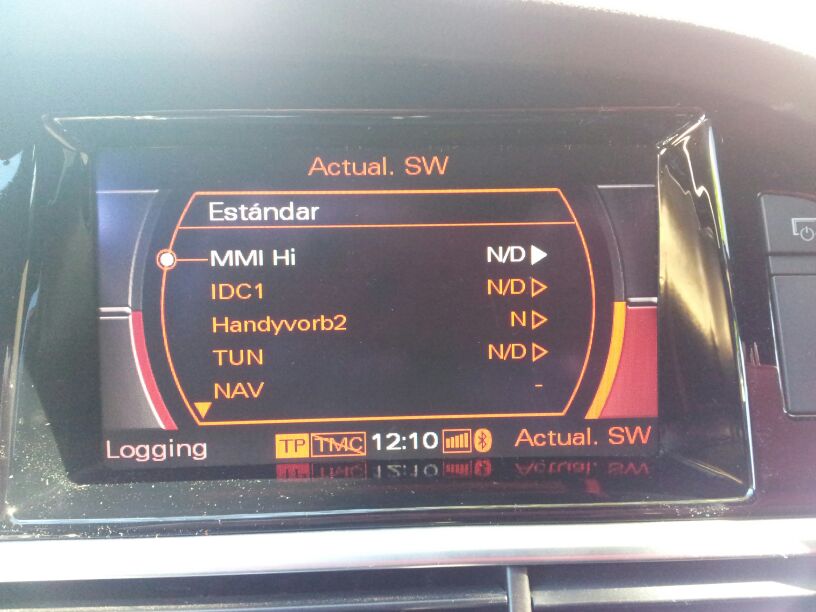 Actual. SW
Estándar
MMI Hi N/D
IDC1 N/D
Handyvorb2 N
TUN N/D
NAV -
Logging TP TMC 12:10 Actual. SW